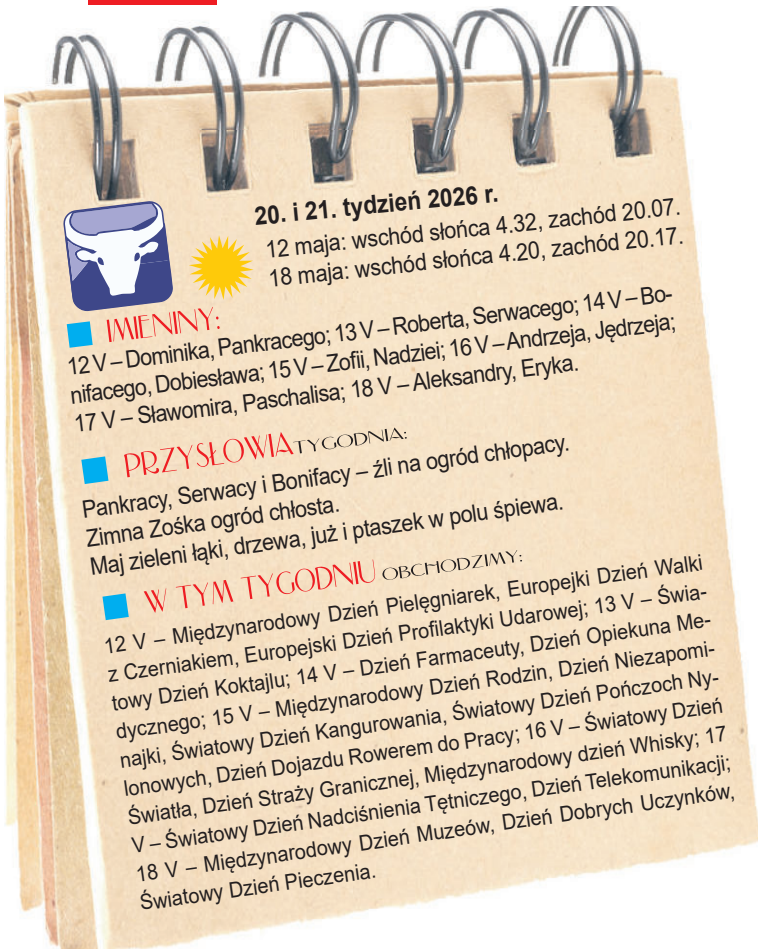 20. i 21. tydzień 2026 r.
12 maja: wschód słońca 4.32, zachód 20.07.
18 maja: wschód słońca 4.20, zachód 20.17.
IMIENINY:
12 V – Dominika, Pankracego; 13 V – Roberta, Serwacego; 14 V – Bo-
nifacego, Dobiesława; 15 V – Zofii, Nadziei; 16 V – Andrzeja, Jędrzeja;
17 V – Sławomira, Paschalisa; 18 V – Aleksandry, Eryka.
PRZYSŁOWIA TYGODNIA:
Pankracy, Serwacy i Bonifacy – źli na ogród chłopacy.
Zimna Zośka ogród chłosta.
Maj zieleni łąki, drzewa, już i ptaszek w polu śpiewa.
W TYM TYGODNIU OBCHODZIMY:
12 V – Międzynarodowy Dzień Pielęgniarek, Europejki Dzień Walki
z Czerniakiem, Europejski Dzień Profilaktyki Udarowej; 13 V – Świa-
towy Dzień Koktajlu; 14 V – Dzień Farmaceuty, Dzień Opiekuna Me-
dycznego; 15 V – Międzynarodowy Dzień Rodzin, Dzień Niezapomi-
najki, Światowy Dzień Kangurowania, Światowy Dzień Pończoch Ny-
lonowych, Dzień Dojazdu Rowerem do Pracy; 16 V – Światowy Dzień
Światła, Dzień Straży Granicznej, Międzynarodowy dzień Whisky; 17
V – Światowy Dzień Nadciśnienia Tętniczego, Dzień Telekomunikacji;
18 V – Międzynarodowy Dzień Muzeów, Dzień Dobrych Uczynków,
Światowy Dzień Pieczenia.